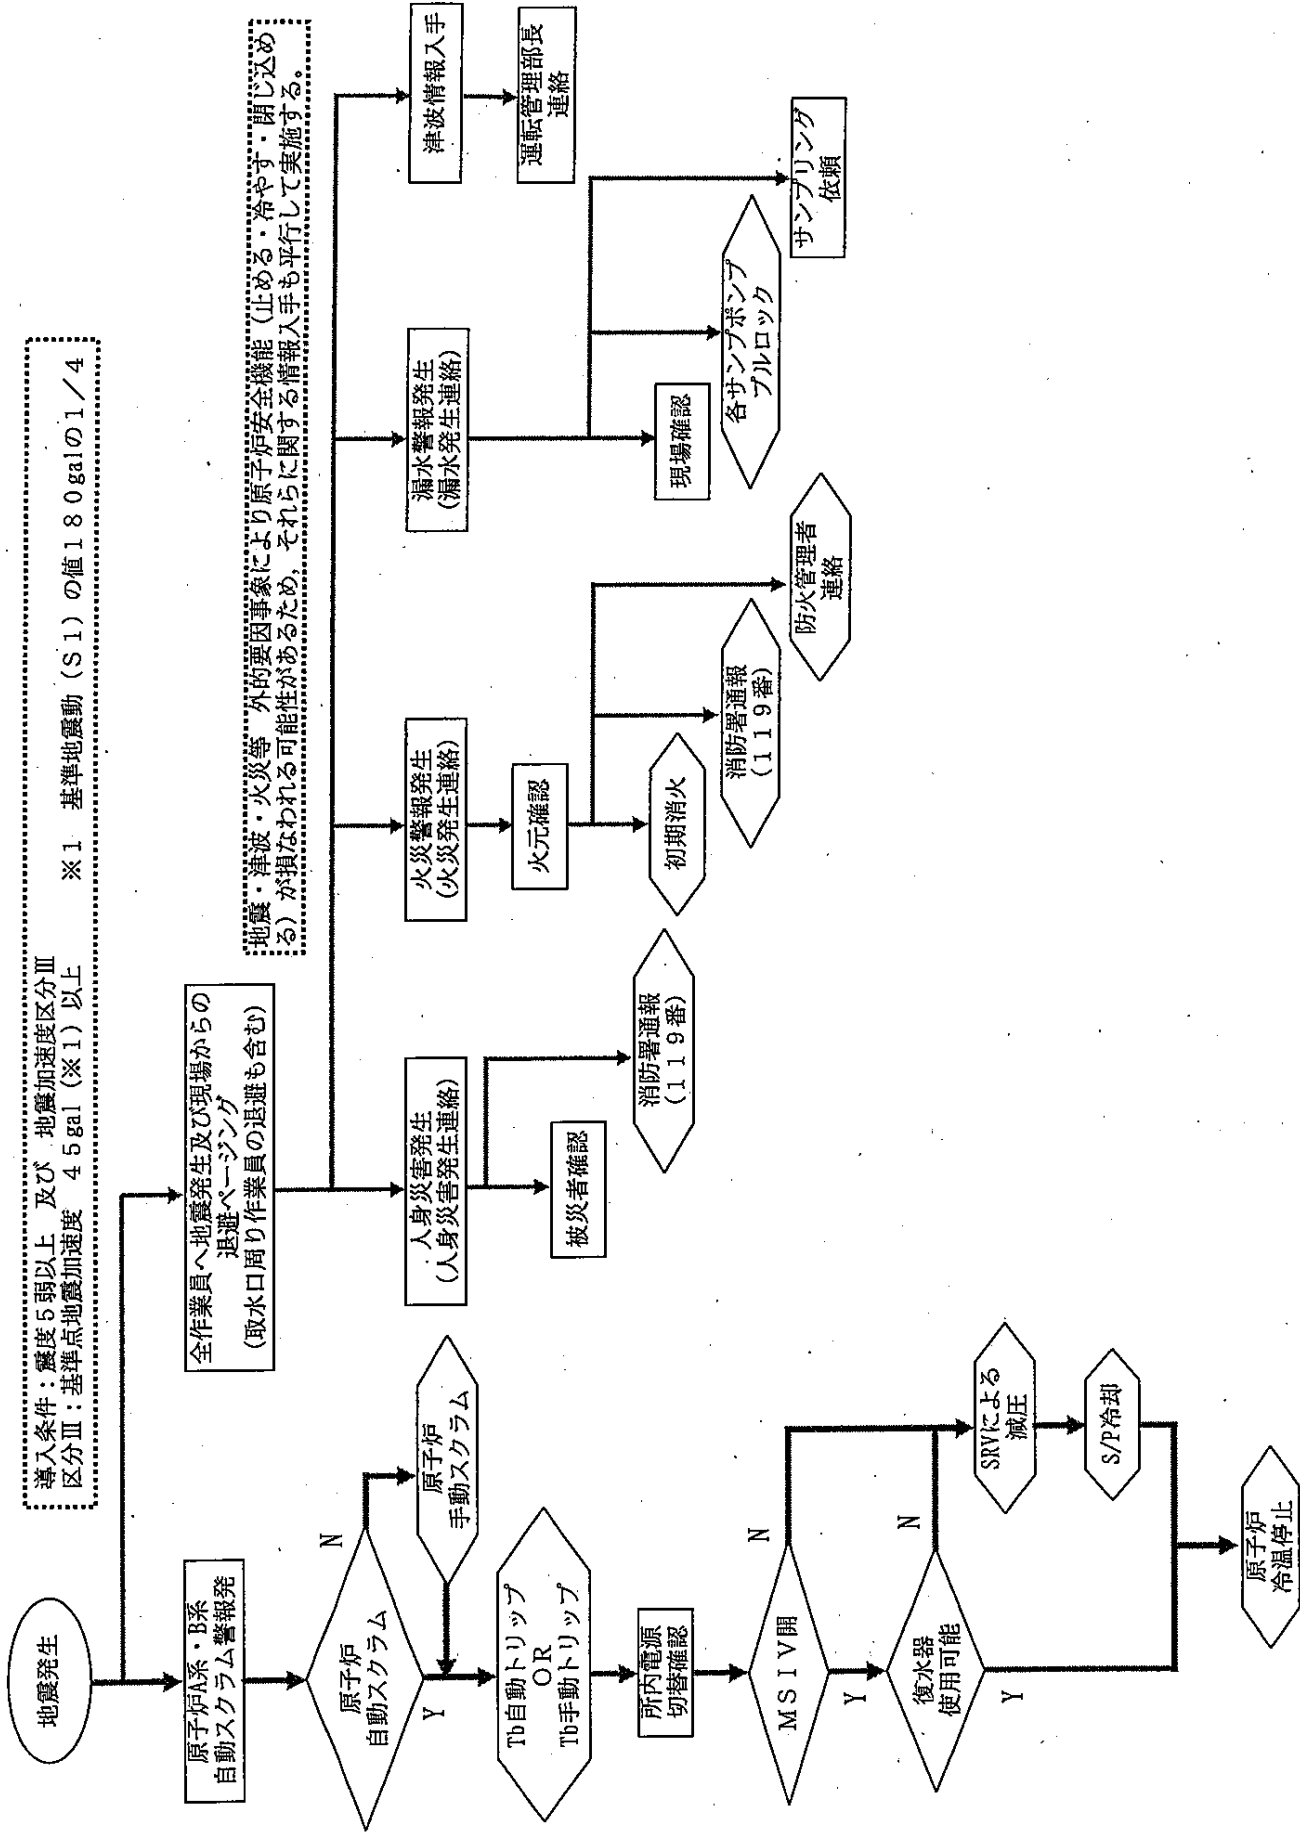 導入条件：震度５弱以上　及び　地震加速度区分Ⅲ
区分Ⅲ：基準点地震加速度　４５gal（※１）以上　　※１　基準地震動（Ｓ１）の値１８０galの１／４
地震発生
原子炉A系・B系
自動スクラム警報発
原子炉
自動スクラム
N
Y
原子炉
手動スクラム
Tb自動トリップ
OR
Tb手動トリップ
所内電源
切替確認
ＭＳＩＶ開
N
Y
復水器
使用可能
N
Y
SRVによる
減圧
S/P冷却
原子炉
冷温停止
全作業員へ地震発生及び現場からの
退避ページング
（取水口周り作業員の退避も含む）
地震・津波・火災等　外的要因事象により原子炉安全機能（止める・冷やす・閉じ込め
る）が損なわれる可能性があるため，それらに関する情報入手も平行して実施する。
人身災害発生
（人身災害発生連絡）
被災者確認
消防署通報
（１１９番）
火災警報発生
（火災発生連絡）
火元確認
初期消火
消防署通報
（１１９番）
防火管理者
連絡
漏水警報発生
（漏水発生連絡）
現場確認
各サンプポンプ
プルロック
サンプリング
依頼
津波情報入手
運転管理部長
連絡